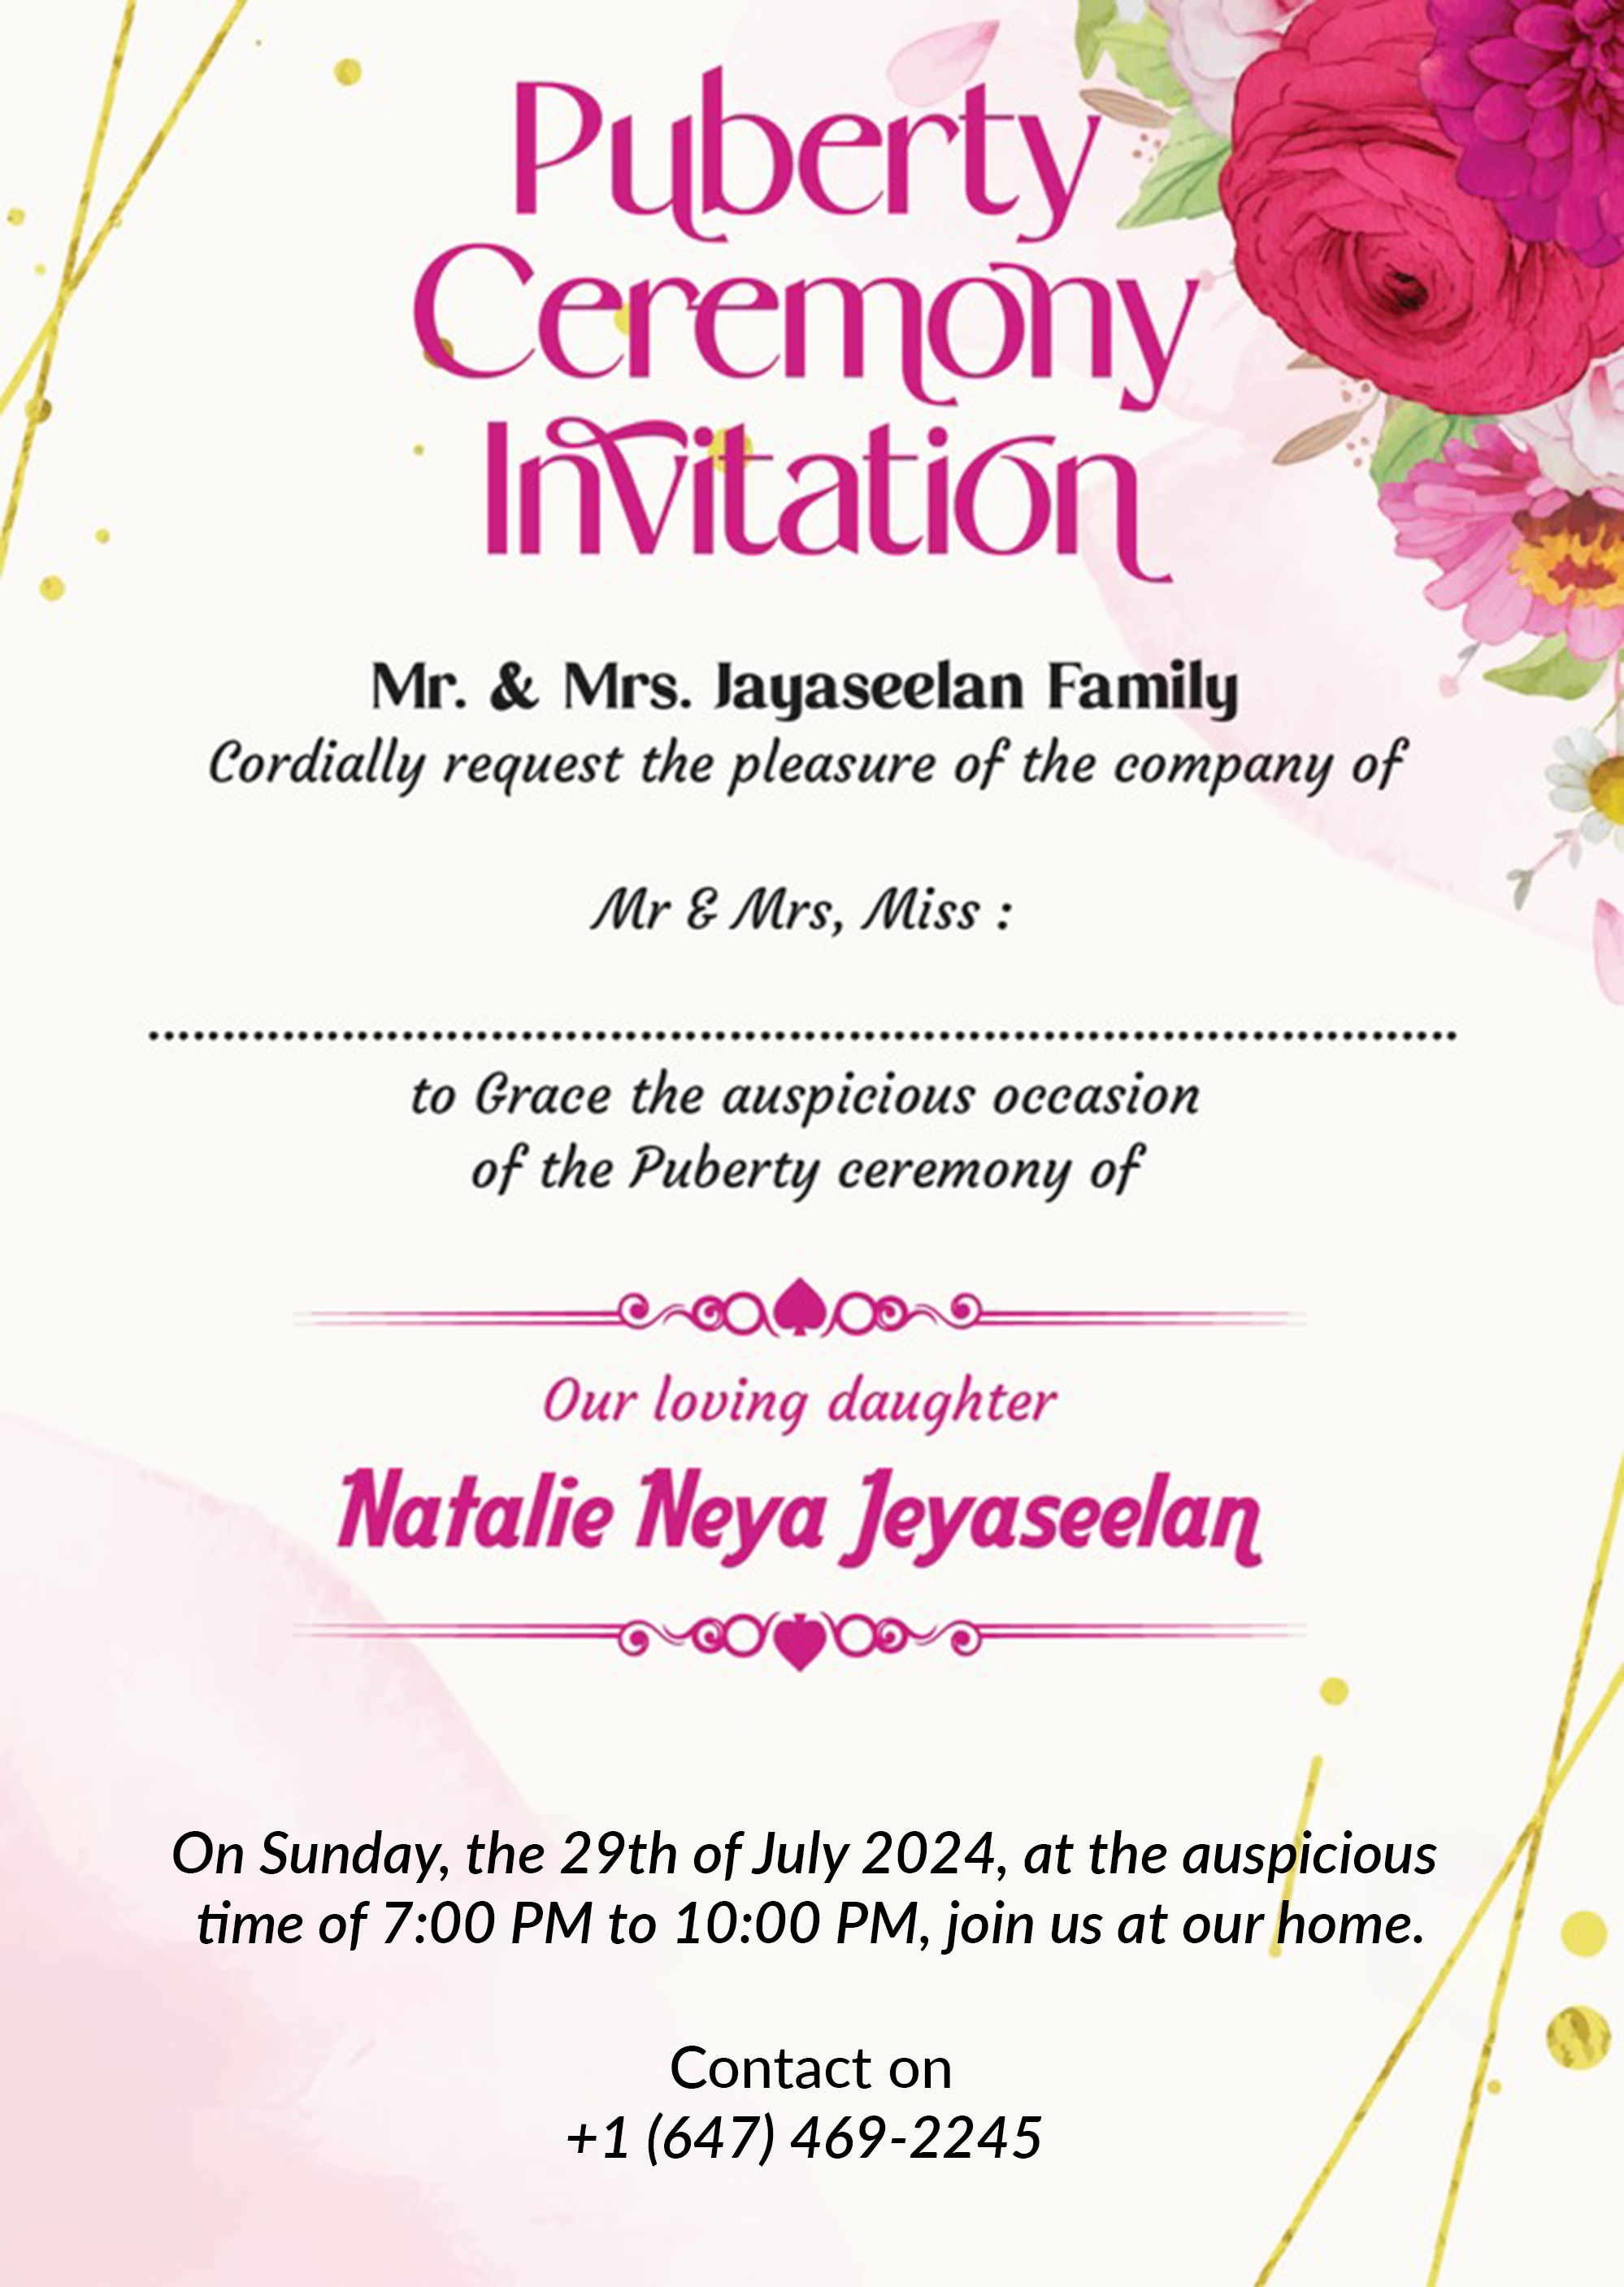 Puberty
Ceremony
Invitation
Mr. & Mrs. Jayaseelan Family
Cordially request the pleasure of the company of
Mr & Mrs, Miss :
........................................................................................
to Grace the auspicious occasion
of the Puberty ceremony of
Our loving daughter
Natalie Neya Jeyaseelan
On Sunday, the 29th of July 2024, at the auspicious
time of 7:00 PM to 10:00 PM, join us at our home.
Contact on
+1 (647) 469-2245